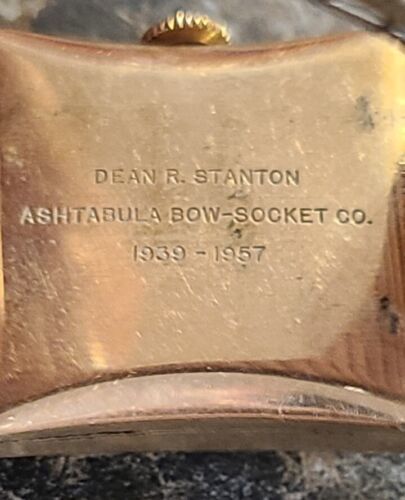 DEAN R. STANTON
ASHTABULA BOW-SOCKET CO.
1939 - 1957